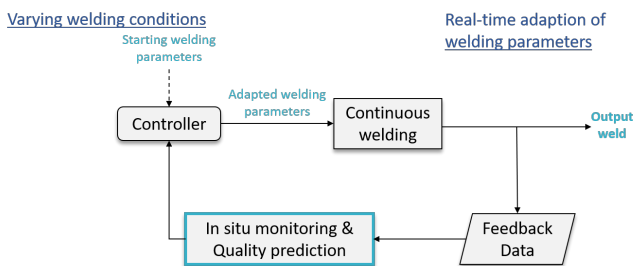 Varying welding conditions
Real-time adaption of
welding parameters
Starting welding
parameters
Adapted welding
parameters
Controller
Continuous
welding
Output
weld
In situ monitoring &
Quality prediction
Feedback
Data